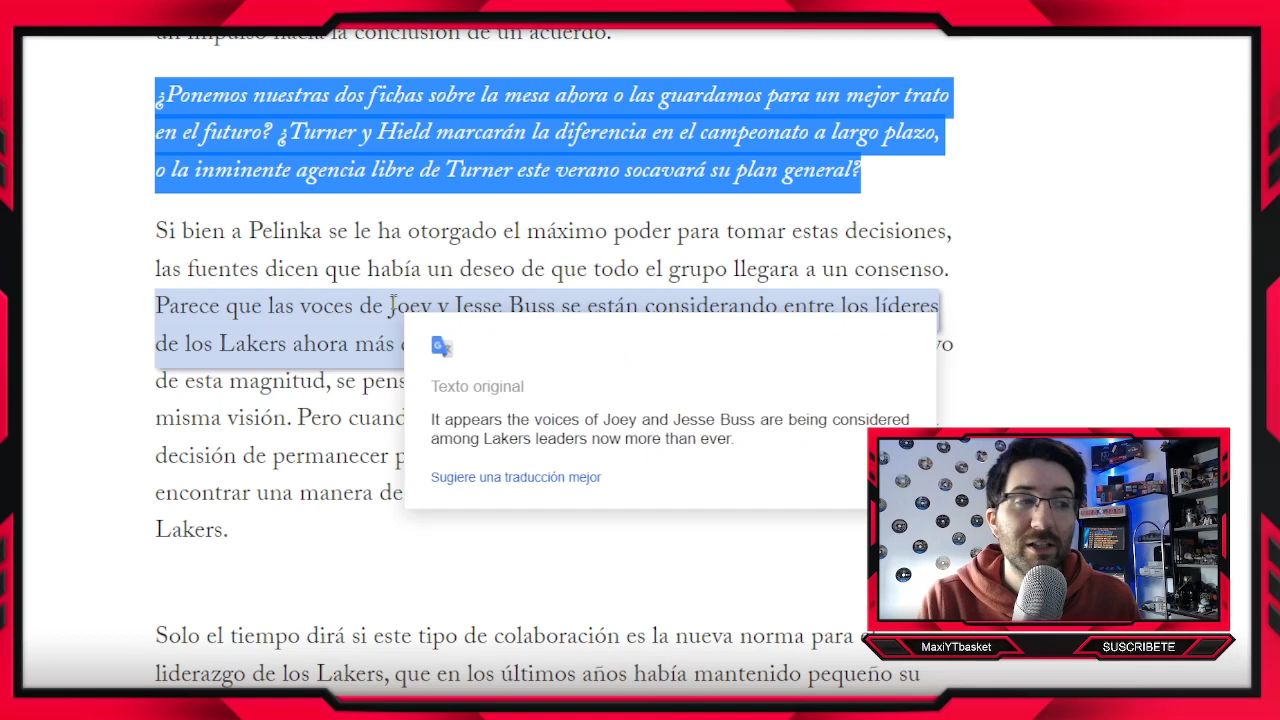 un impulso hacia la conclusión de un acuerdo.
¿Ponemos nuestras dos fichas sobre la mesa ahora o las guardamos para un mejor trato
en el futuro? ¿Turner y Hield marcarán la diferencia en el campeonato a largo plazo,
o la inminente agencia libre de Turner este verano socavará su plan general?
Si bien a Pelinka se le ha otorgado el máximo poder para tomar estas decisiones,
las fuentes dicen que había un deseo de que todo el grupo llegara a un consenso.
Parece que las voces de Joey y Jesse Buss se están considerando entre los líderes
de los Lakers ahora más
de esta magnitud, se
misma visión. Pero
decisión de permanecer
encontrar una manera de
Lakers.
Texto original
It appears the voices of Joey and Jesse Buss are being considered
among Lakers leaders now more than ever.
Sugiere una traducción mejor
Solo el tiempo dirá si este tipo de colaboración es la nueva norma para
liderazgo de los Lakers, que en los últimos años había mantenido pequeño su
MaxiYTbasket
SUSCRIBETE